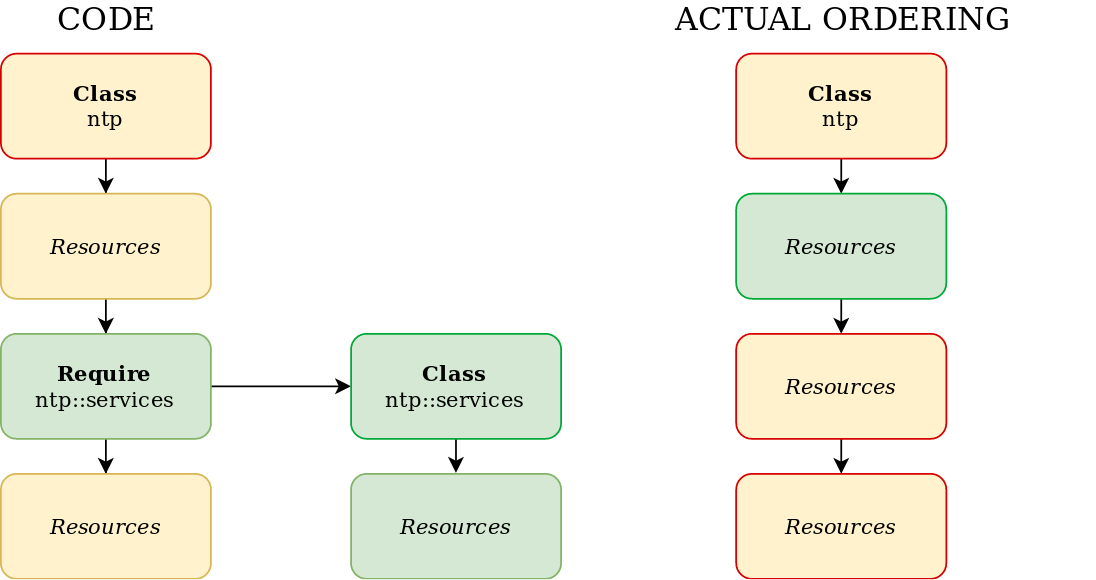 CODE
Class
ntp
Resources
Require
ntp::services
Class
ntp::services
Resources
Resources
ACTUAL ORDERING
Class
ntp
Resources
Resources
Resources